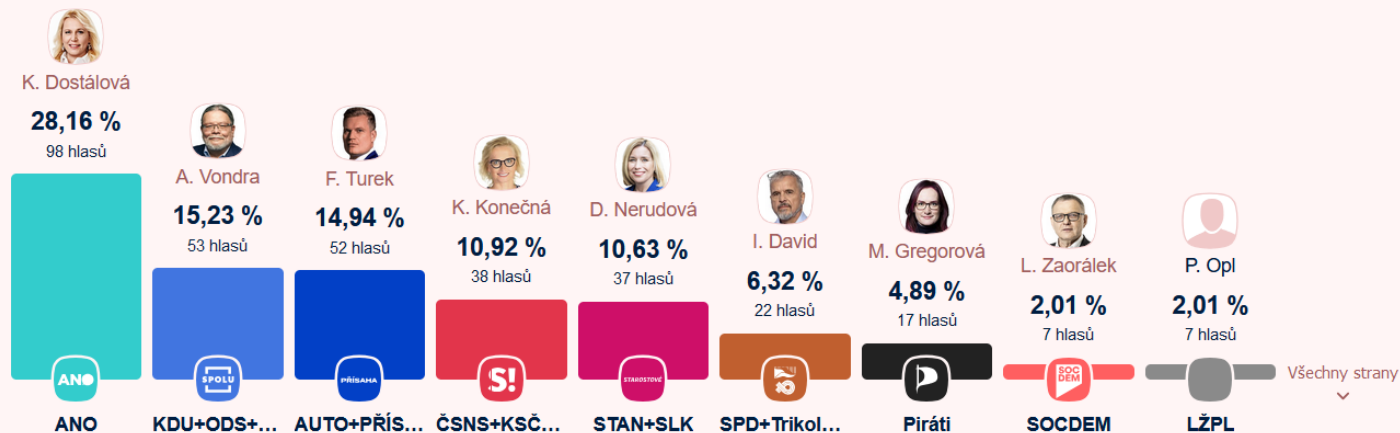 K. Dostálová
28,16 %
98 hlasů
ANO
ANO
A. Vondra
15,23 %
53 hlasů
SPOLU
KDU+ODS+...
F. Turek
14,94 %
52 hlasů
PŘÍSAHA
AUTO+PŘÍS...
K. Konečná
10,92 %
38 hlasů
S!
ČSNS+KSČ...
D. Nerudová
10,63 %
37 hlasů
STAROSTOVÉ
STAN+SLK
I. David
6,32 %
22 hlasů
SPD+Trikol...
M. Gregorová
4,89 %
17 hlasů
Piráti
L. Zaorálek
2,01 %
7 hlasů
SOC
DEM
SOCDEM
P. Opl
2,01 %
7 hlasů
LŽPL
Všechny strany